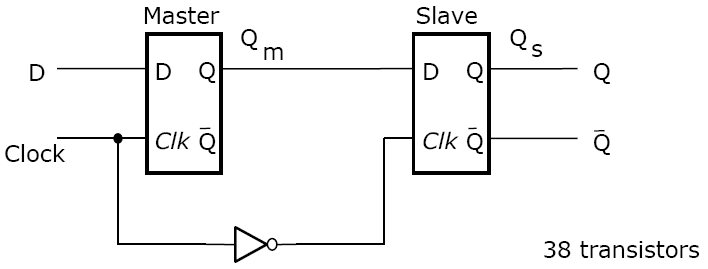 Master Slave
Q m Q s
D D Q D Q Q
Clock Clk Q̄ Clk Q̄ Q̄
38 transistors